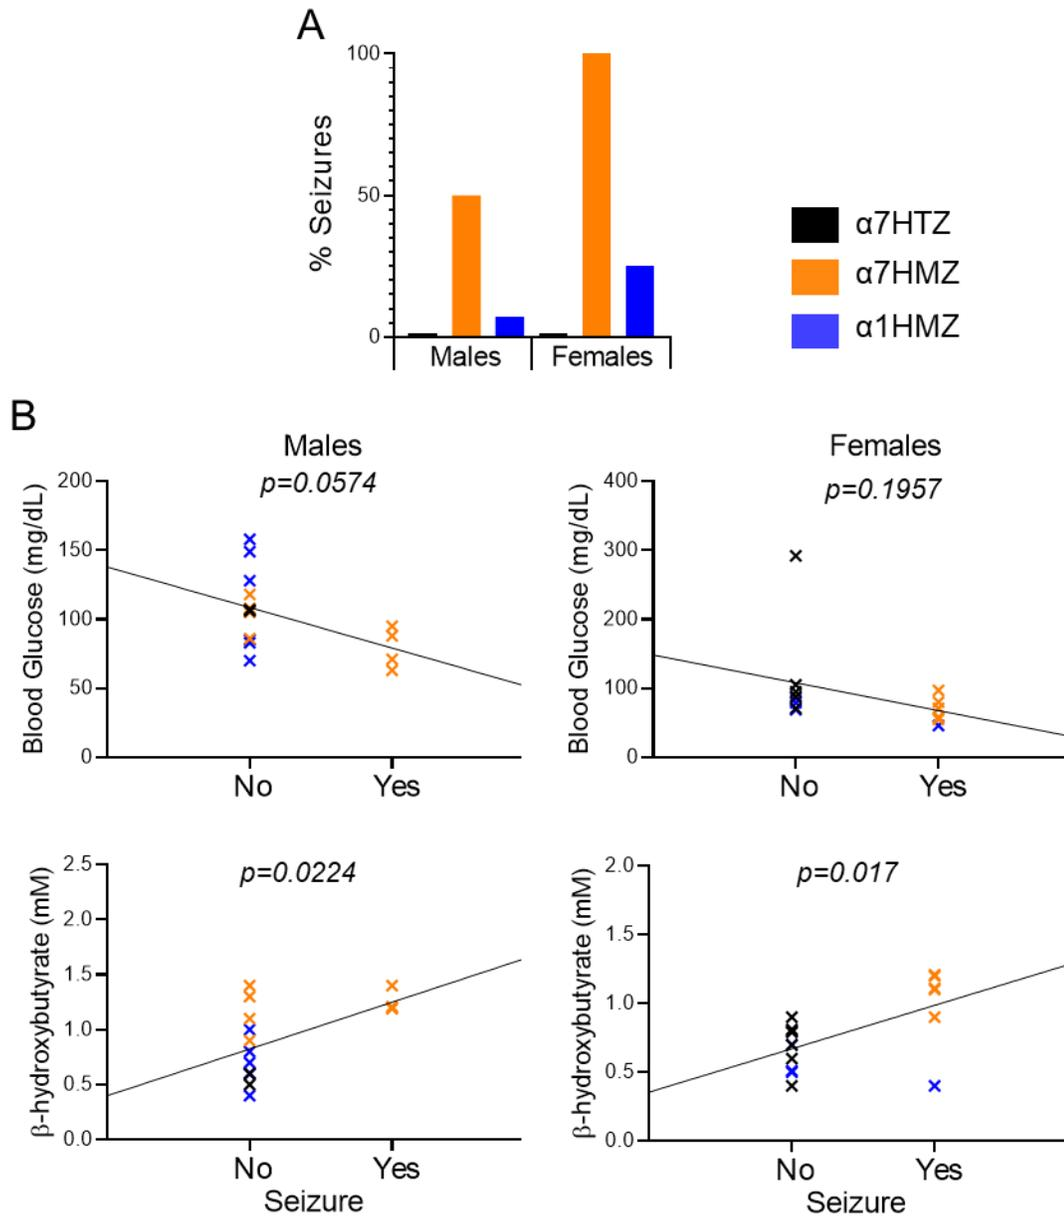 A
% Seizures
100
50
0
Males
Females
α7HTZ
α7HMZ
α1HMZ
B
Males
p=0.0574
Blood Glucose (mg/dL)
200
150
100
50
0
No
Yes
Females
p=0.1957
Blood Glucose (mg/dL)
400
300
200
100
0
No
Yes
p=0.0224
β-hydroxybutyrate (mM)
2.5
2.0
1.5
1.0
0.5
0.0
No
Yes
Seizure
p=0.017
β-hydroxybutyrate (mM)
2.0
1.5
1.0
0.5
0.0
No
Yes
Seizure